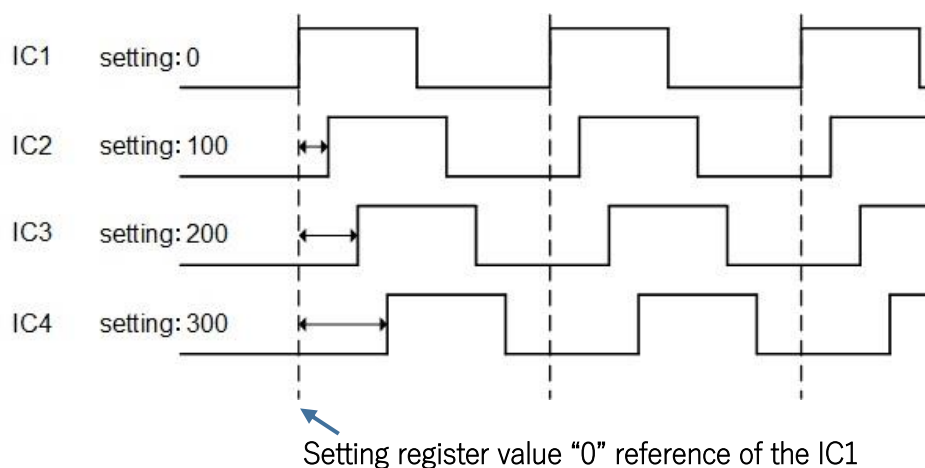 IC1 setting: 0
IC2 setting: 100
IC3 setting: 200
IC4 setting: 300
Setting register value “0” reference of the IC1